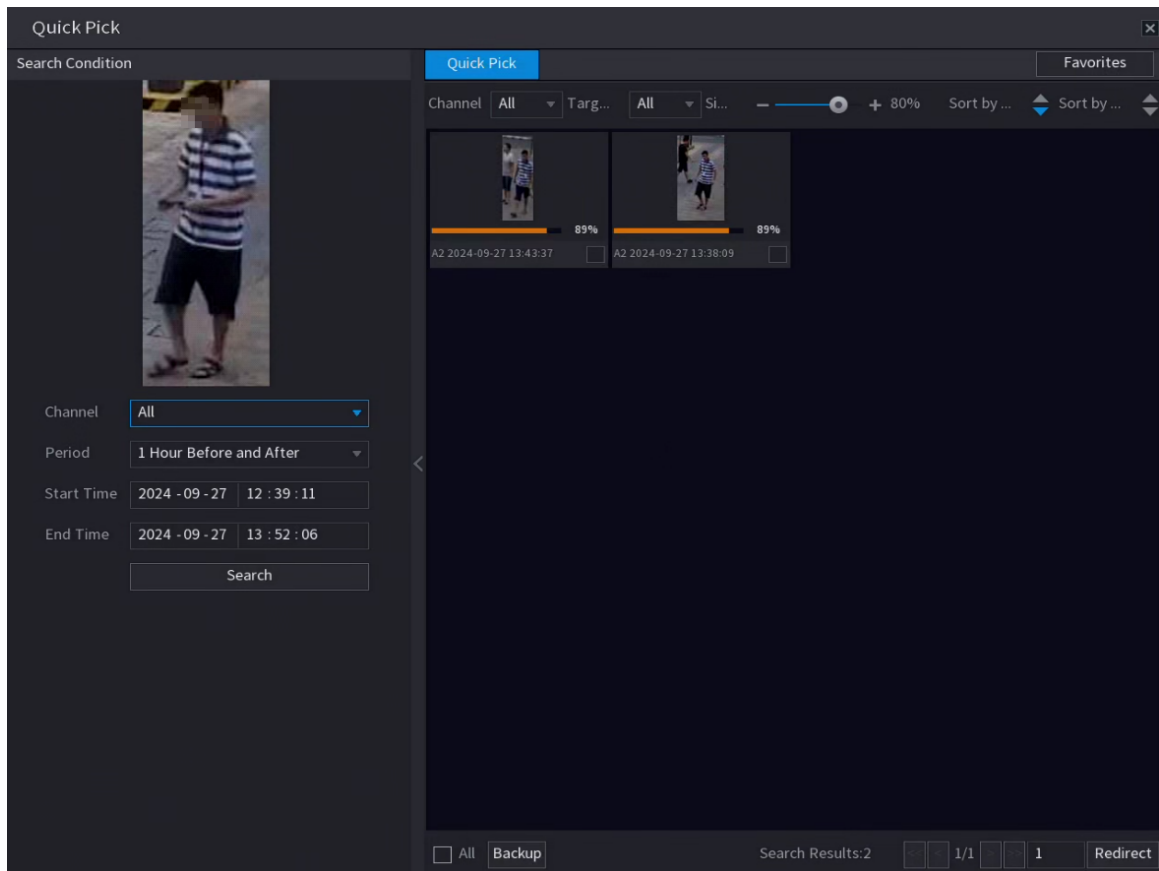 Quick Pick
Search Condition
Channel All
Period 1 Hour Before and After
Start Time 2024 - 09 - 27 12 : 39 : 11
End Time 2024 - 09 - 27 13 : 52 : 06
Search
Quick Pick Favorites
Channel All Targ... All Si... 80% Sort by ... Sort by ...
89% 89%
A2 2024-09-27 13:43:37 A2 2024-09-27 13:38:09
All Backup Search Results:2 << < 1/1 > >> 1 Redirect